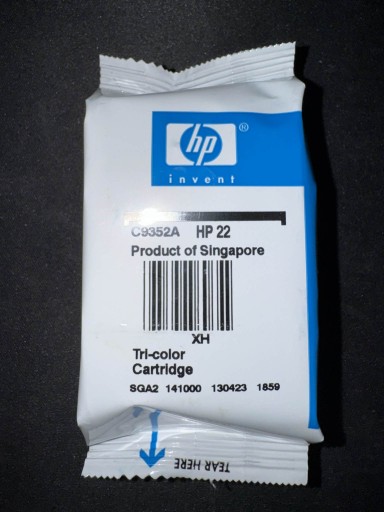 hp®
invent
C9352A HP 22
Product of Singapore
XH
Tri-color
Cartridge
SGA2 141000 130423 1859
TEAR HERE